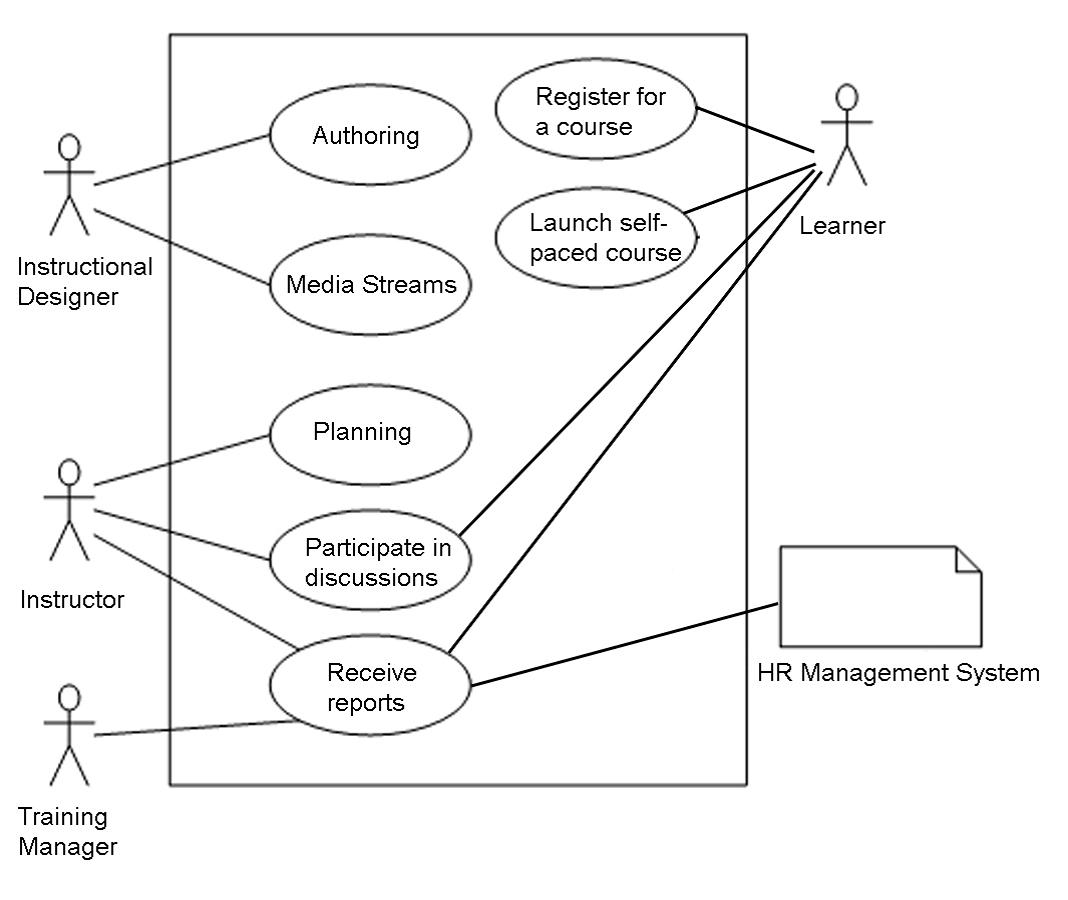 Authoring
Register for
a course
Launch self-
paced course
Learner
Instructional
Designer
Media Streams
Planning
Participate in
discussions
Instructor
Receive
reports
HR Management System
Training
Manager